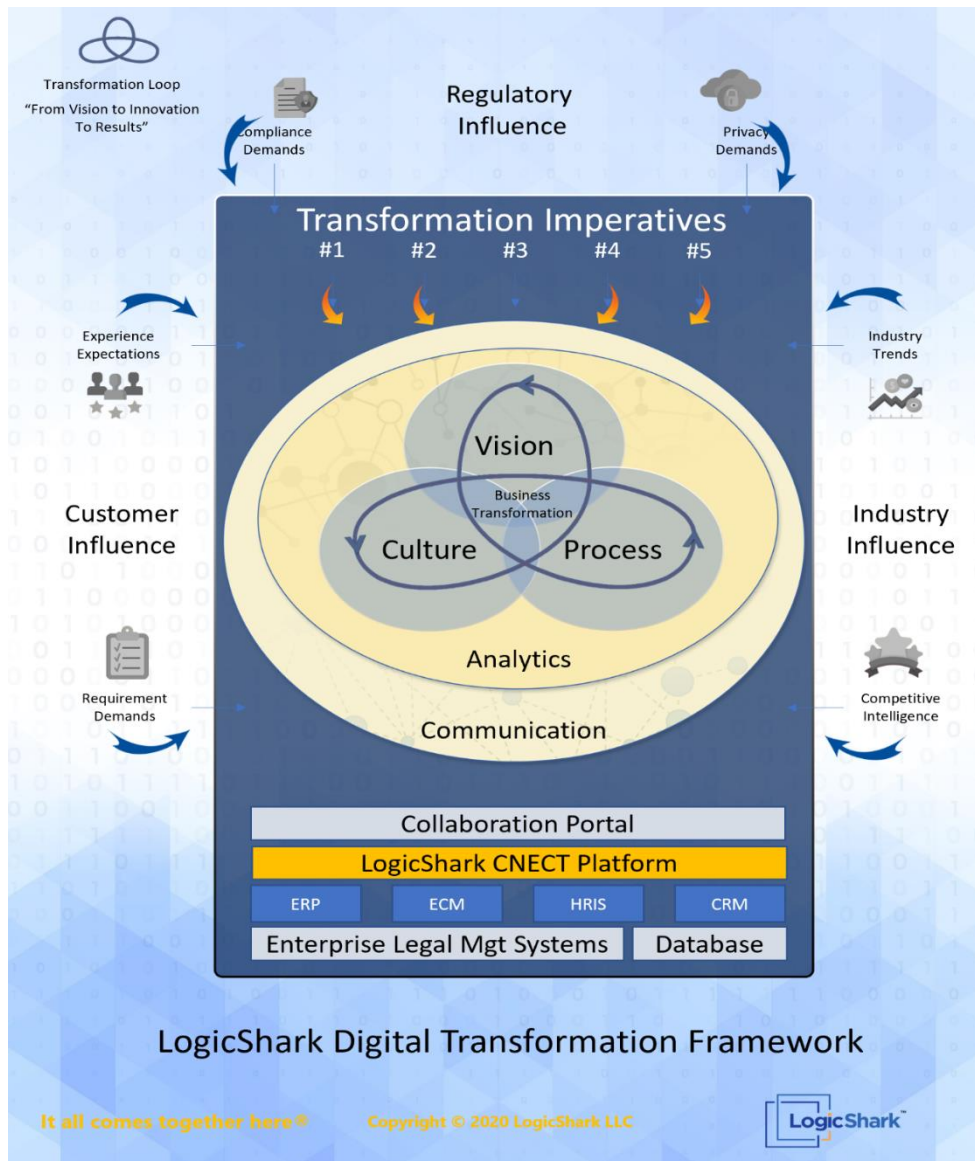 Transformation Loop
“From Vision to Innovation
To Results”
Compliance
Demands
Regulatory
Influence
Privacy
Demands
Transformation Imperatives
#1 #2 #3 #4 #5
Experience
Expectations
Industry
Trends
Vision
Business
Transformation
Culture
Process
Customer
Influence
Industry
Influence
Analytics
Requirement
Demands
Competitive
Intelligence
Communication
Collaboration Portal
LogicShark CNECT Platform
ERP ECM HRIS CRM
Enterprise Legal Mgt Systems Database
LogicShark Digital Transformation Framework
It all comes together here®
Copyright © 2020 LogicShark LLC
LogicShark™